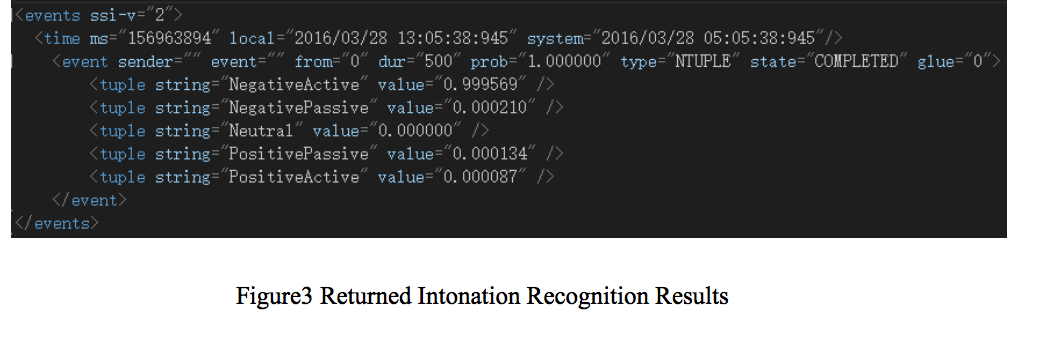 <events ssi-v="2">
<time ms="156963894" local="2016/03/28 13:05:38:945" system="2016/03/28 05:05:38:945"/>
<event sender="" event="" from="0" dur="500" prob="1.000000" type="NTUPLE" state="COMPLETED" glue="0">
<tuple string="NegativeActive" value="0.999569" />
<tuple string="NegativePassive" value="0.000210" />
<tuple string="Neutral" value="0.000000" />
<tuple string="PositivePassive" value="0.000134" />
<tuple string="PositiveActive" value="0.000087" />
</event>
</events>
Figure3 Returned Intonation Recognition Results